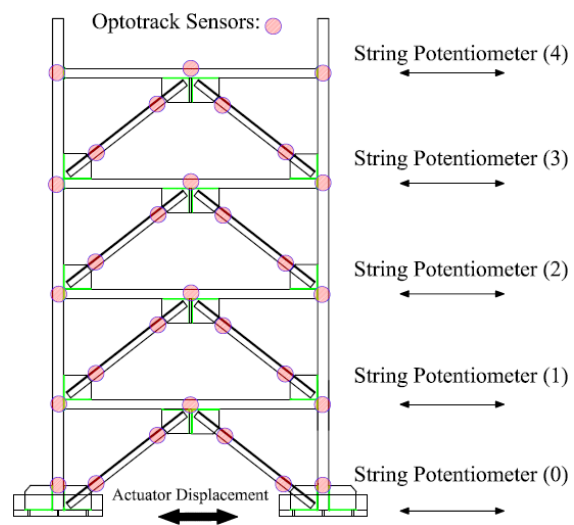 Optotrack Sensors:
String Potentiometer (4)
String Potentiometer (3)
String Potentiometer (2)
String Potentiometer (1)
String Potentiometer (0)
Actuator Displacement